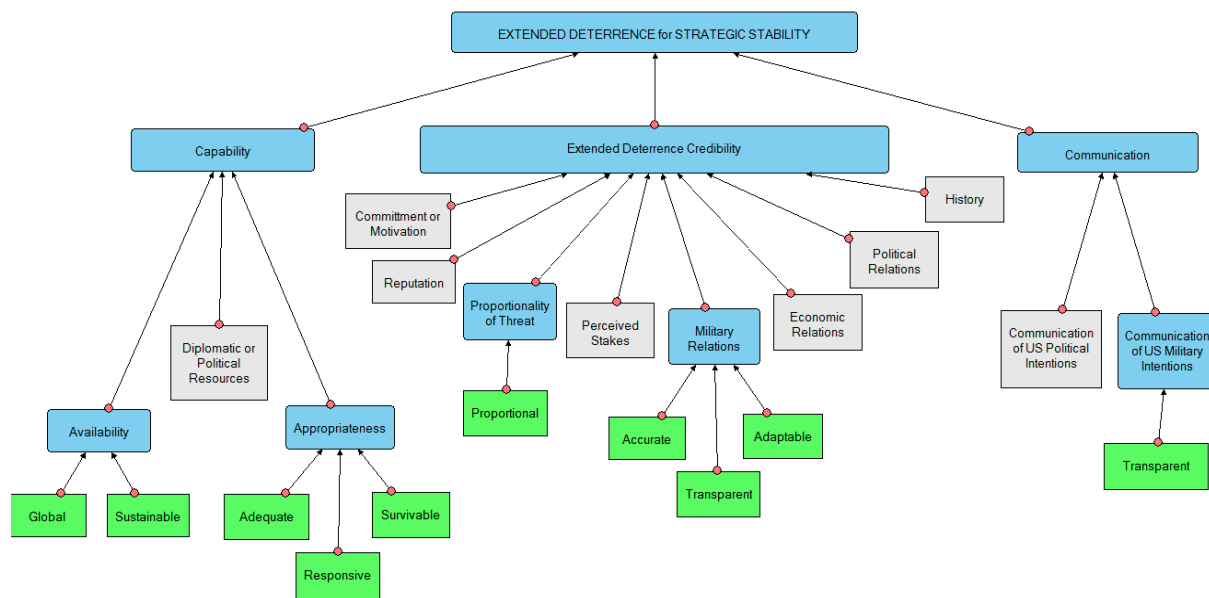 EXTENDED DETERRENCE for STRATEGIC STABILITY
Capability
Extended Deterrence Credibility
Communication
Committment or
Motivation
History
Reputation
Political
Relations
Proportionality
of Threat
Perceived
Stakes
Military
Relations
Economic
Relations
Diplomatic or
Political
Resources
Communication
of US Political
Intentions
Communication
of US Military
Intentions
Availability
Appropriateness
Proportional
Accurate
Adaptable
Transparent
Transparent
Global
Sustainable
Adequate
Survivable
Responsive